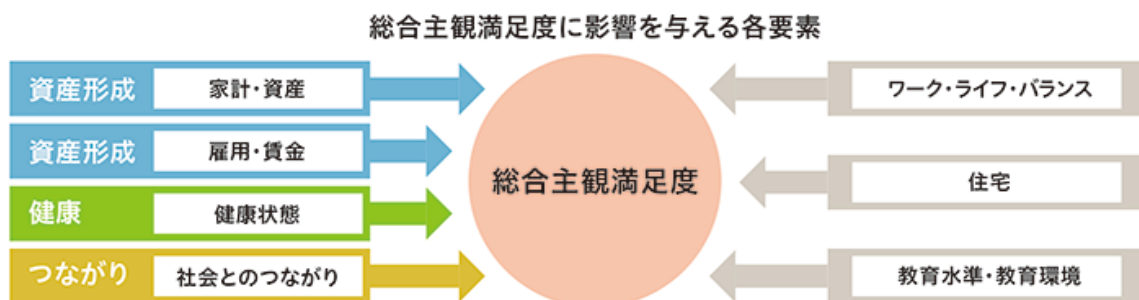 総合主観満足度に影響を与える各要素
資産形成 家計・資産
資産形成 雇用・賃金
健康 健康状態
つながり 社会とのつながり
総合主観満足度
ワーク・ライフ・バランス
住宅
教育水準・教育環境